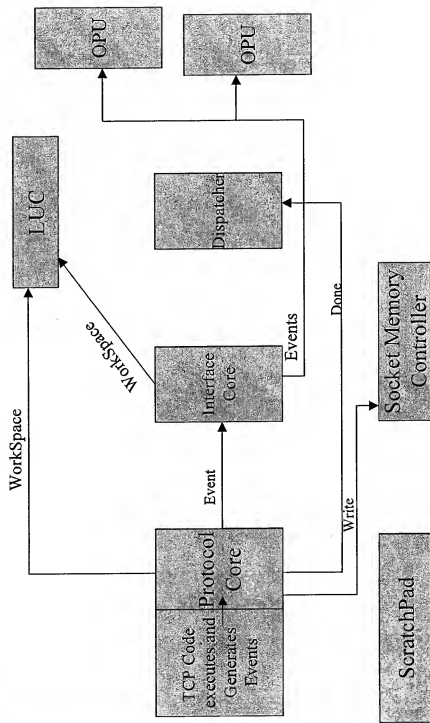 OPU
OPU
LUC
WorkSpace
WorkSpace
Dispatcher
Interface
Core
Events
Done
Event
Protocol
Core
TCP Code
executes and
Generates
Events
Write
Socket Memory
Controller
ScratchPad